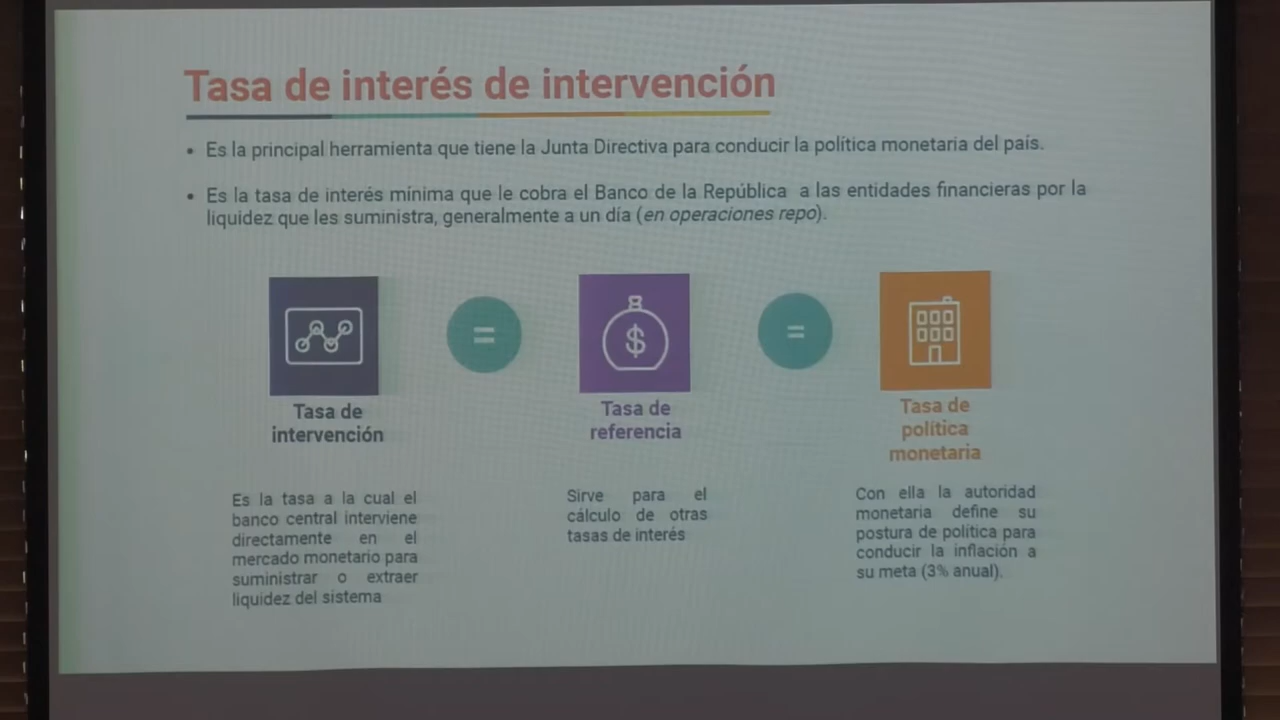 Tasa de interés de intervención
• Es la principal herramienta que tiene la Junta Directiva para conducir la política monetaria del país.
• Es la tasa de interés mínima que le cobra el Banco de la República a las entidades financieras por la
liquidez que les suministra, generalmente a un día (en operaciones repo).
=
$
=
Tasa de
intervención
Tasa de
referencia
Tasa de
política
monetaria
Es la tasa a la cual el
banco central interviene
directamente en el
mercado monetario para
suministrar o extraer
liquidez del sistema
Sirve para el
cálculo de otras
tasas de interés
Con ella la autoridad
monetaria define su
postura de política para
conducir la inflación a
su meta (3% anual).